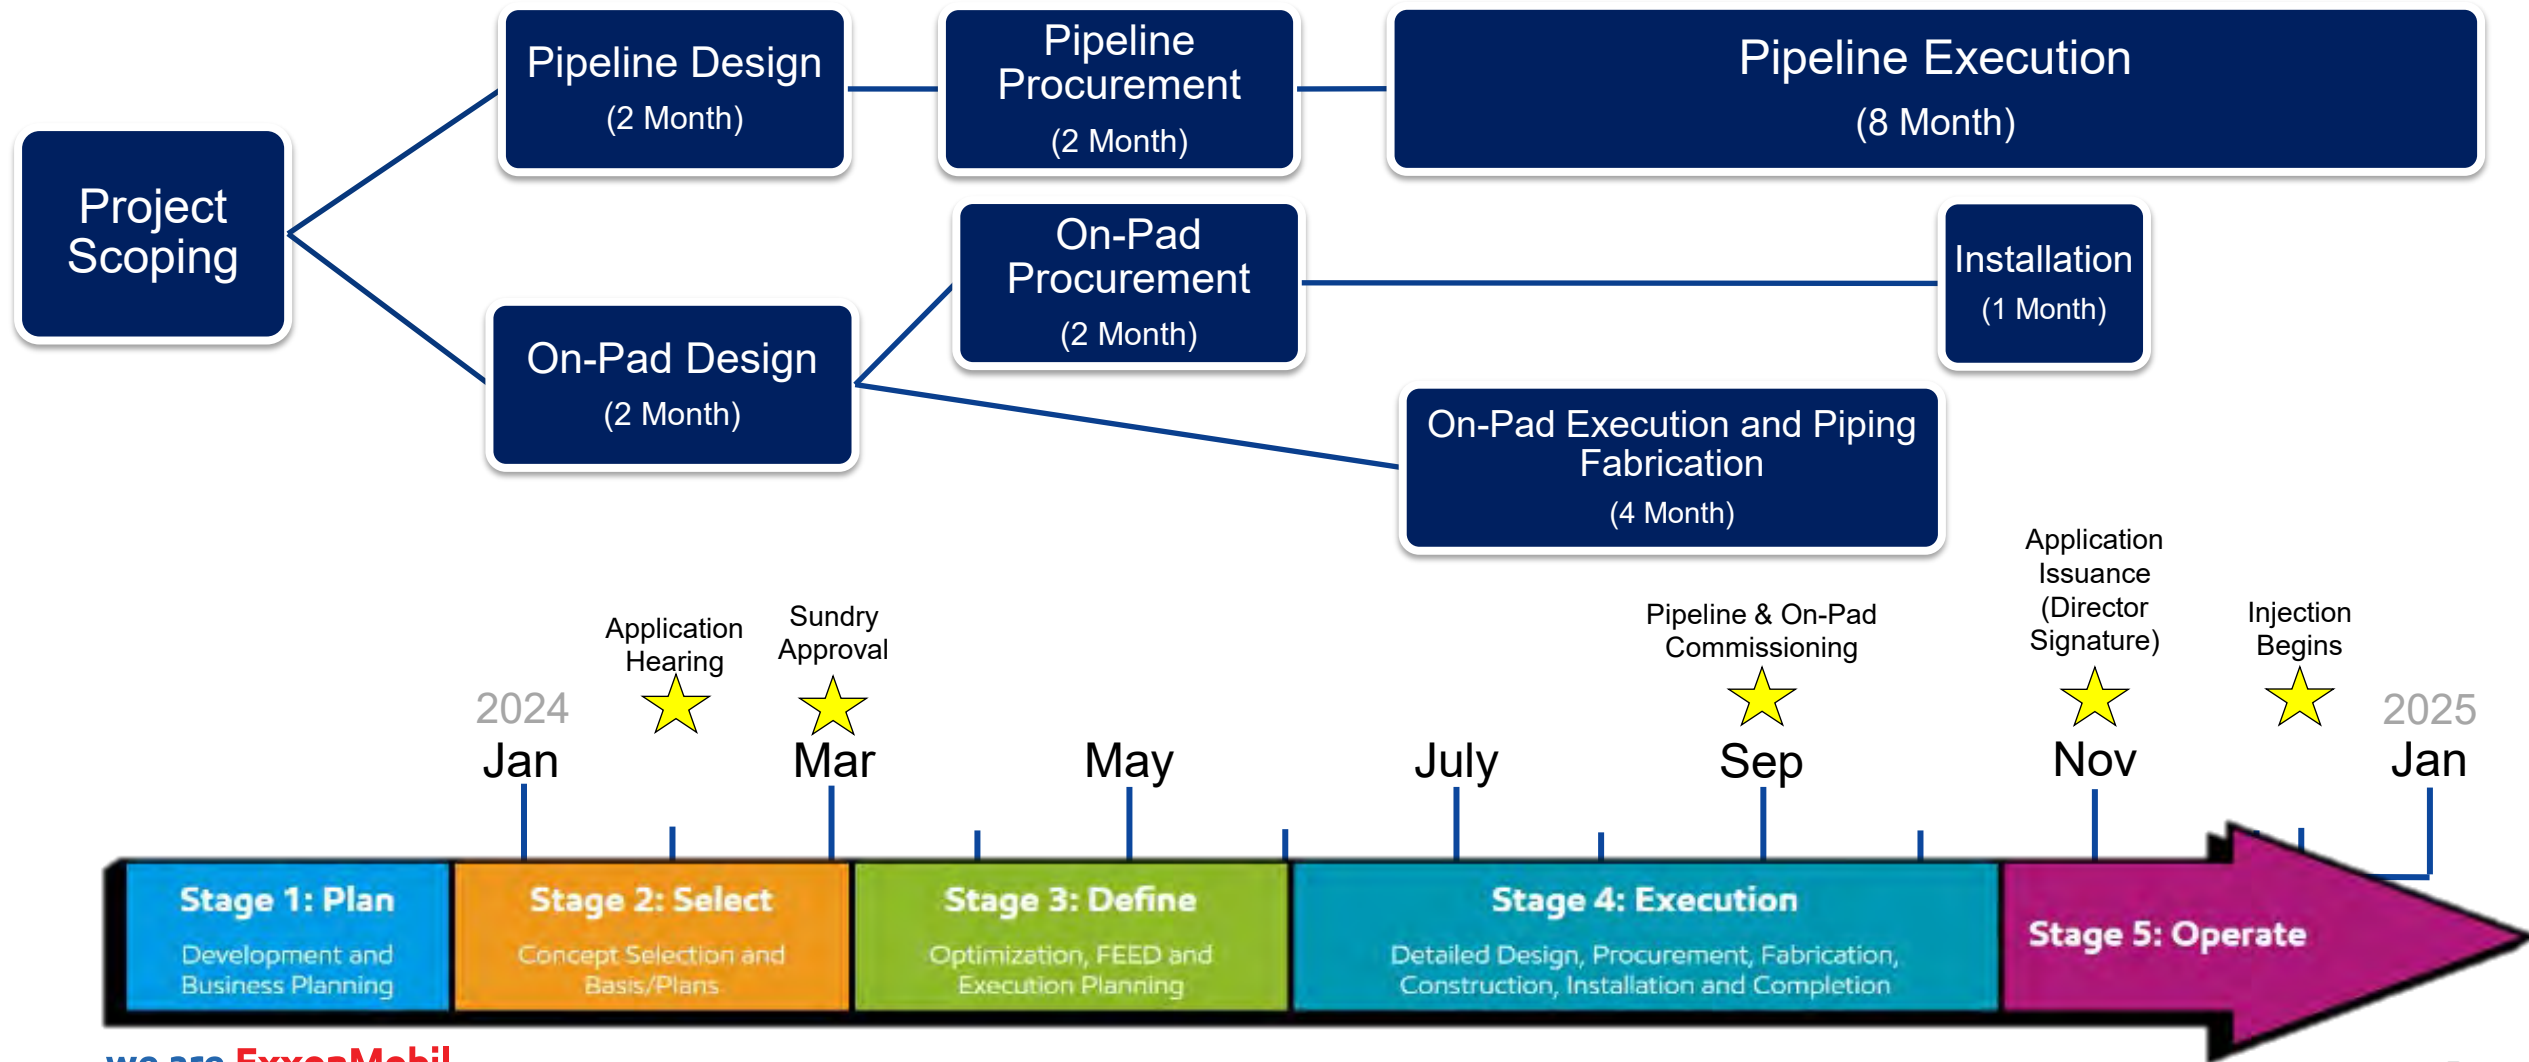 Pipeline Design
(2 Month)
Pipeline
Procurement
(2 Month)
Pipeline Execution
(8 Month)
Project
Scoping
On-Pad
Procurement
(2 Month)
Installation
(1 Month)
On-Pad Design
(2 Month)
On-Pad Execution and Piping
Fabrication
(4 Month)
Application
Hearing
Sundry
Approval
Pipeline & On-Pad
Commissioning
Application
Issuance
(Director
Signature)
Injection
Begins
2024
2025
Jan
Mar
May
July
Sep
Nov
Jan
Stage 1: Plan
Development and
Business Planning
Stage 2: Select
Concept Selection and
Basis/Plans
Stage 3: Define
Optimization, FEED and
Execution Planning
Stage 4: Execution
Detailed Design, Procurement, Fabrication,
Construction, Installation and Completion
Stage 5: Operate
we are ExxonMobil